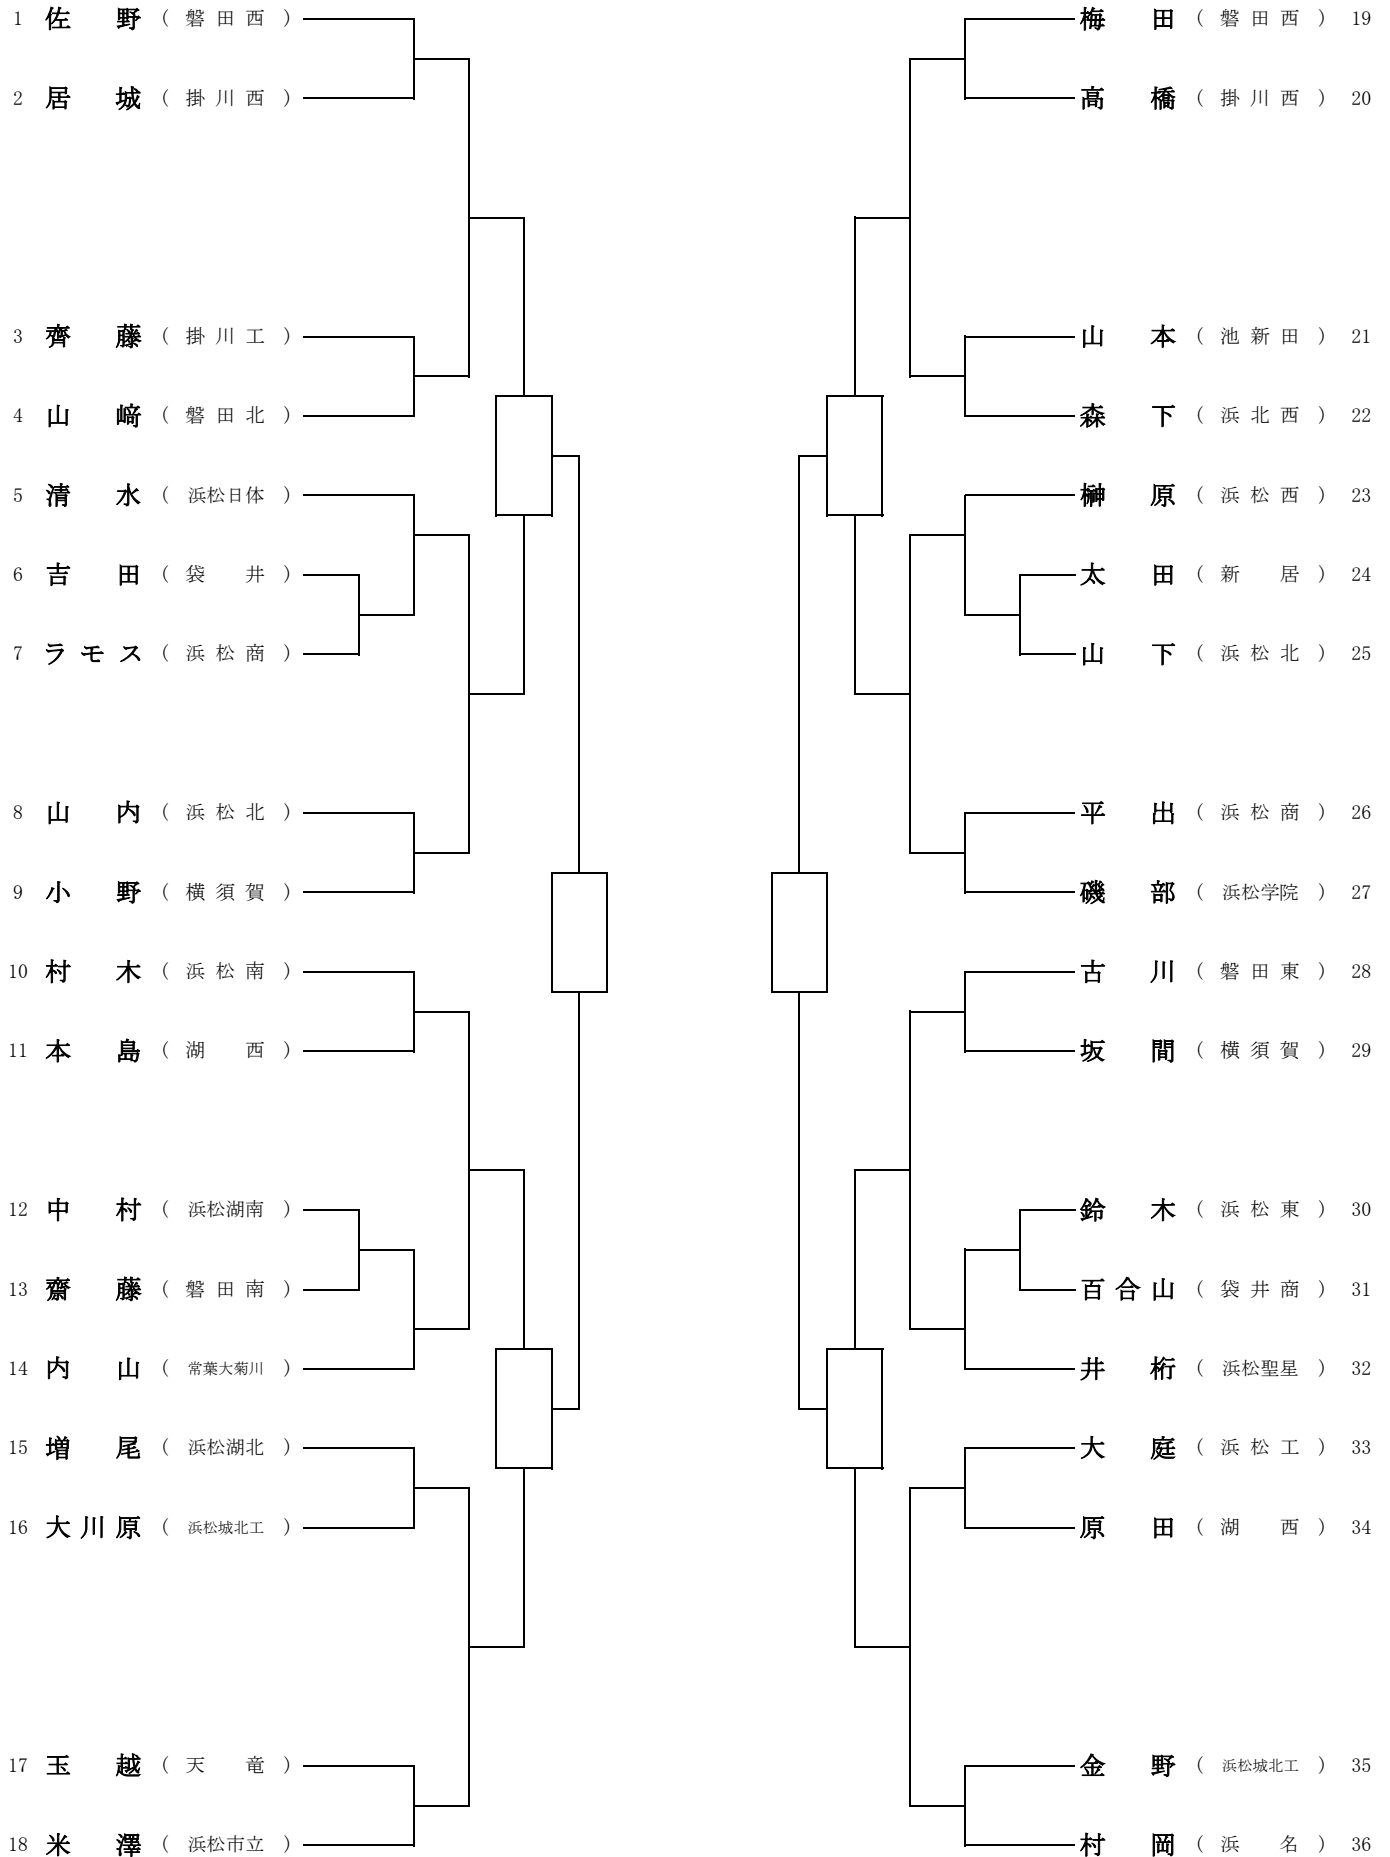 1 佐野 (磐田西)
2 居城 (掛川西)
3 齊藤 (掛川工)
4 山﨑 (磐田北)
5 清水 (浜松日体)
6 吉田 (袋井)
7 ラモス (浜松商)
8 山内 (浜松北)
9 小野 (横須賀)
10 村木 (浜松南)
11 本島 (湖西)
12 中村 (浜松湖南)
13 齋藤 (磐田南)
14 内山 (常葉大菊川)
15 増尾 (浜松湖北)
16 大川原 (浜松城北工)
17 玉越 (天竜)
18 米澤 (浜松市立)
梅田 (磐田西) 19
高橋 (掛川西) 20
山本 (池新田) 21
森下 (浜北西) 22
榊原 (浜松西) 23
太田 (新居) 24
山下 (浜松北) 25
平出 (浜松商) 26
磯部 (浜松学院) 27
古川 (磐田東) 28
坂間 (横須賀) 29
鈴木 (浜松東) 30
百合山 (袋井商) 31
井桁 (浜松聖星) 32
大庭 (浜松工) 33
原田 (湖西) 34
金野 (浜松城北工) 35
村岡 (浜名) 36